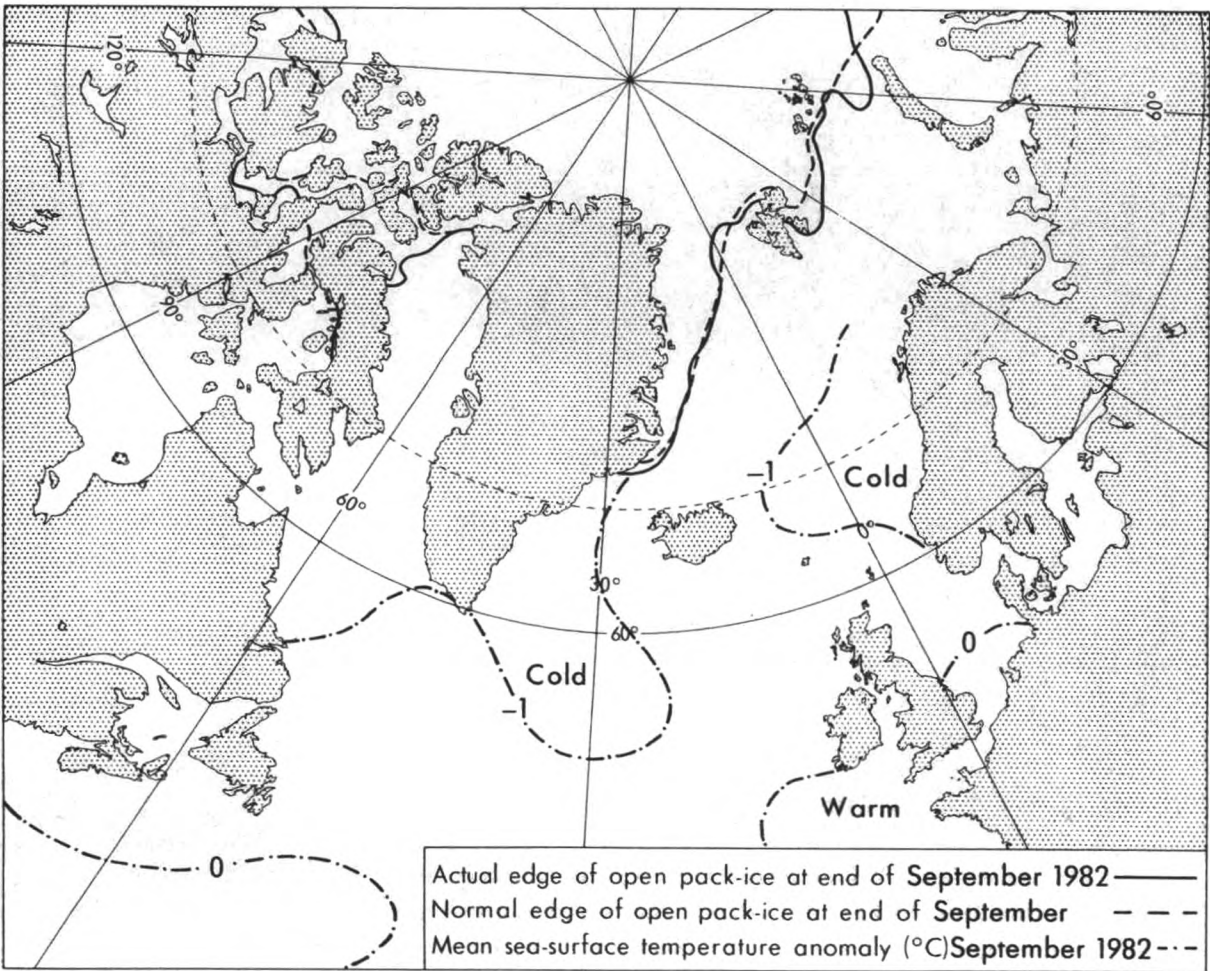 120°
60°
90°
30°
-1
Cold
60°
0°
30°
60°
0
Cold
-1
Warm
0
Actual edge of open pack-ice at end of September 1982
Normal edge of open pack-ice at end of September
Mean sea-surface temperature anomaly (°C) September 1982